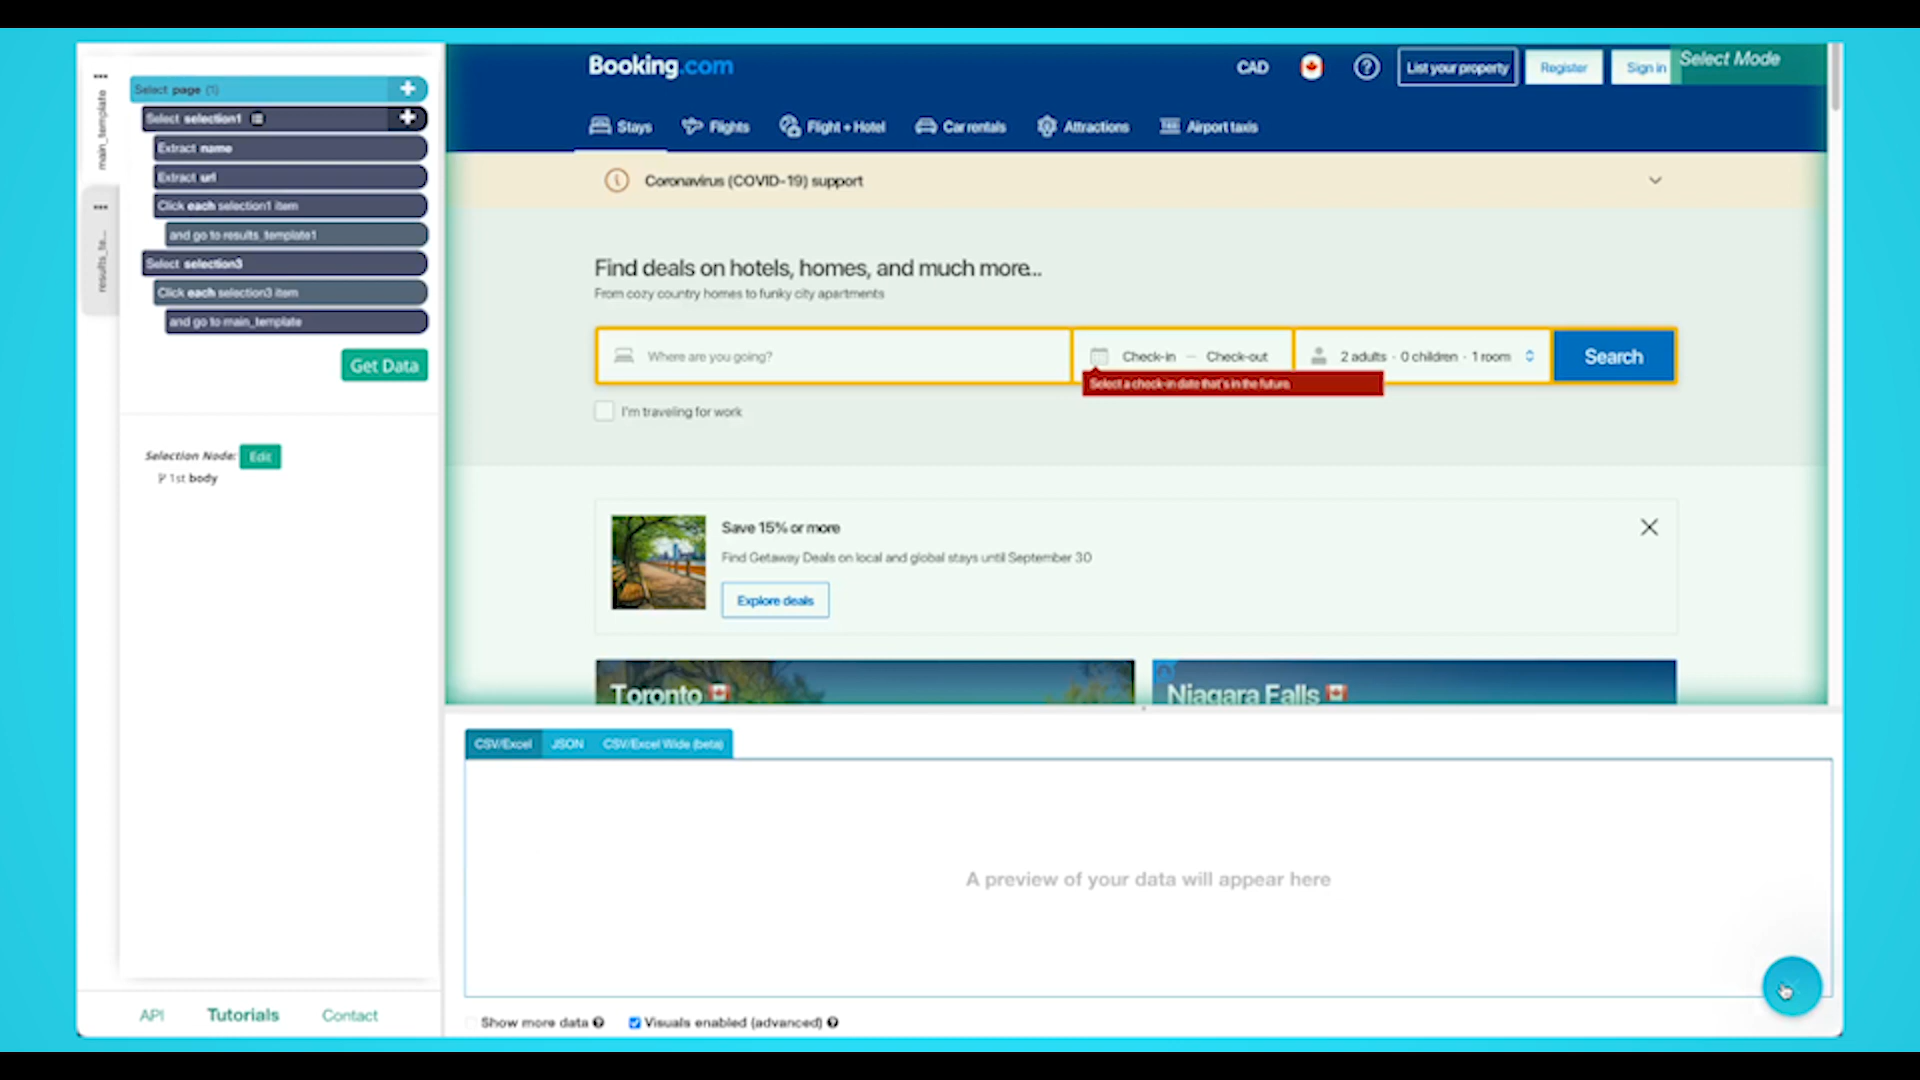 main_template
results_te...
Select page (1)
Select selection1
Extract name
Extract url
Click each selection1 item
and go to results_template1
Select selection3
Click each selection3 item
and go to main_template
Get Data
Selection Node: Edit
1st body
API Tutorials Contact
Booking.com
CAD
List your property
Register
Sign in
Select Mode
Stays Flights Flight + Hotel Car rentals Attractions Airport taxis
Coronavirus (COVID-19) support
Find deals on hotels, homes, and much more...
From cozy country homes to funky city apartments
Where are you going?
Check-in — Check-out
2 adults · 0 children · 1 room
Search
Select a check-in date that's in the future.
I'm traveling for work
Save 15% or more
Find Getaway Deals on local and global stays until September 30
Explore deals
Toronto
Niagara Falls
CSV/Excel JSON CSV/Excel Wide (beta)
A preview of your data will appear here
Show more data
Visuals enabled (advanced)